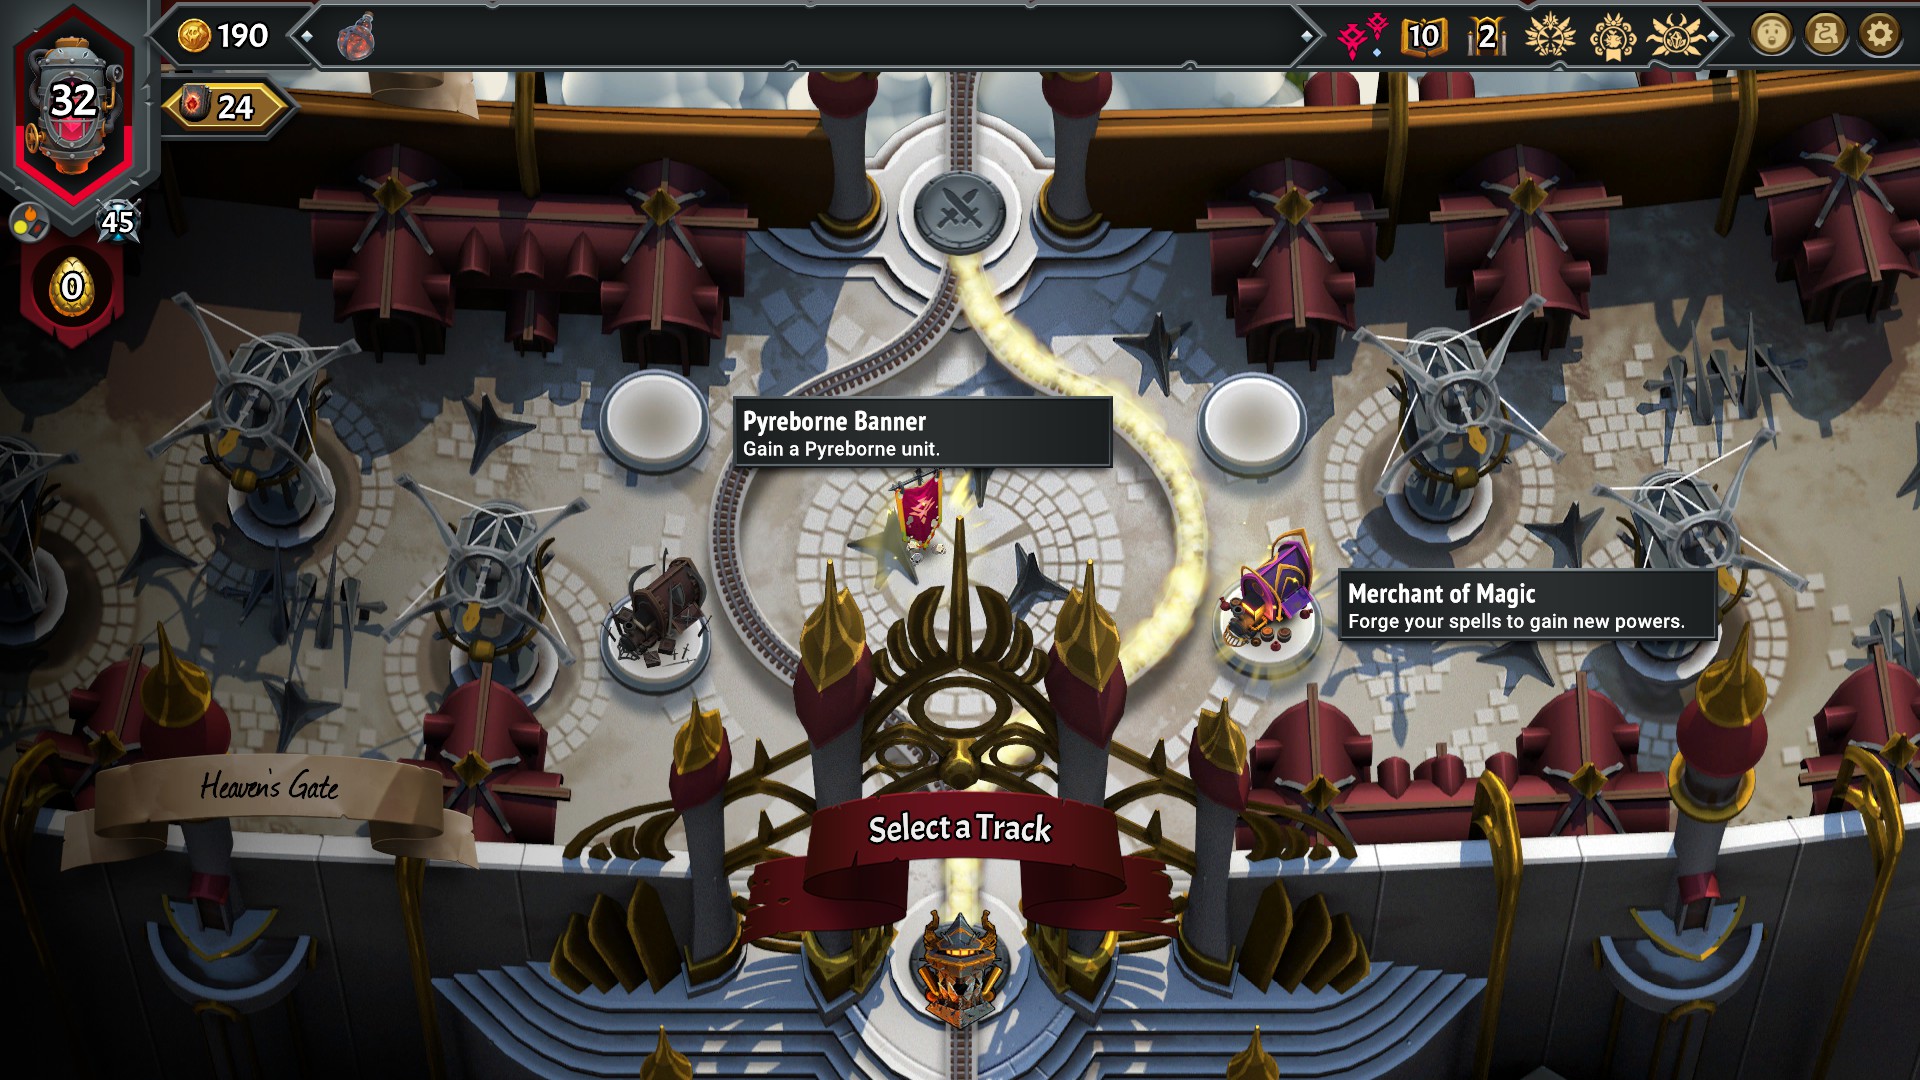 32
190
10
2
24
45
0
Pyreborne Banner
Gain a Pyreborne unit.
Merchant of Magic
Forge your spells to gain new powers.
Heaven's Gate
Select a Track